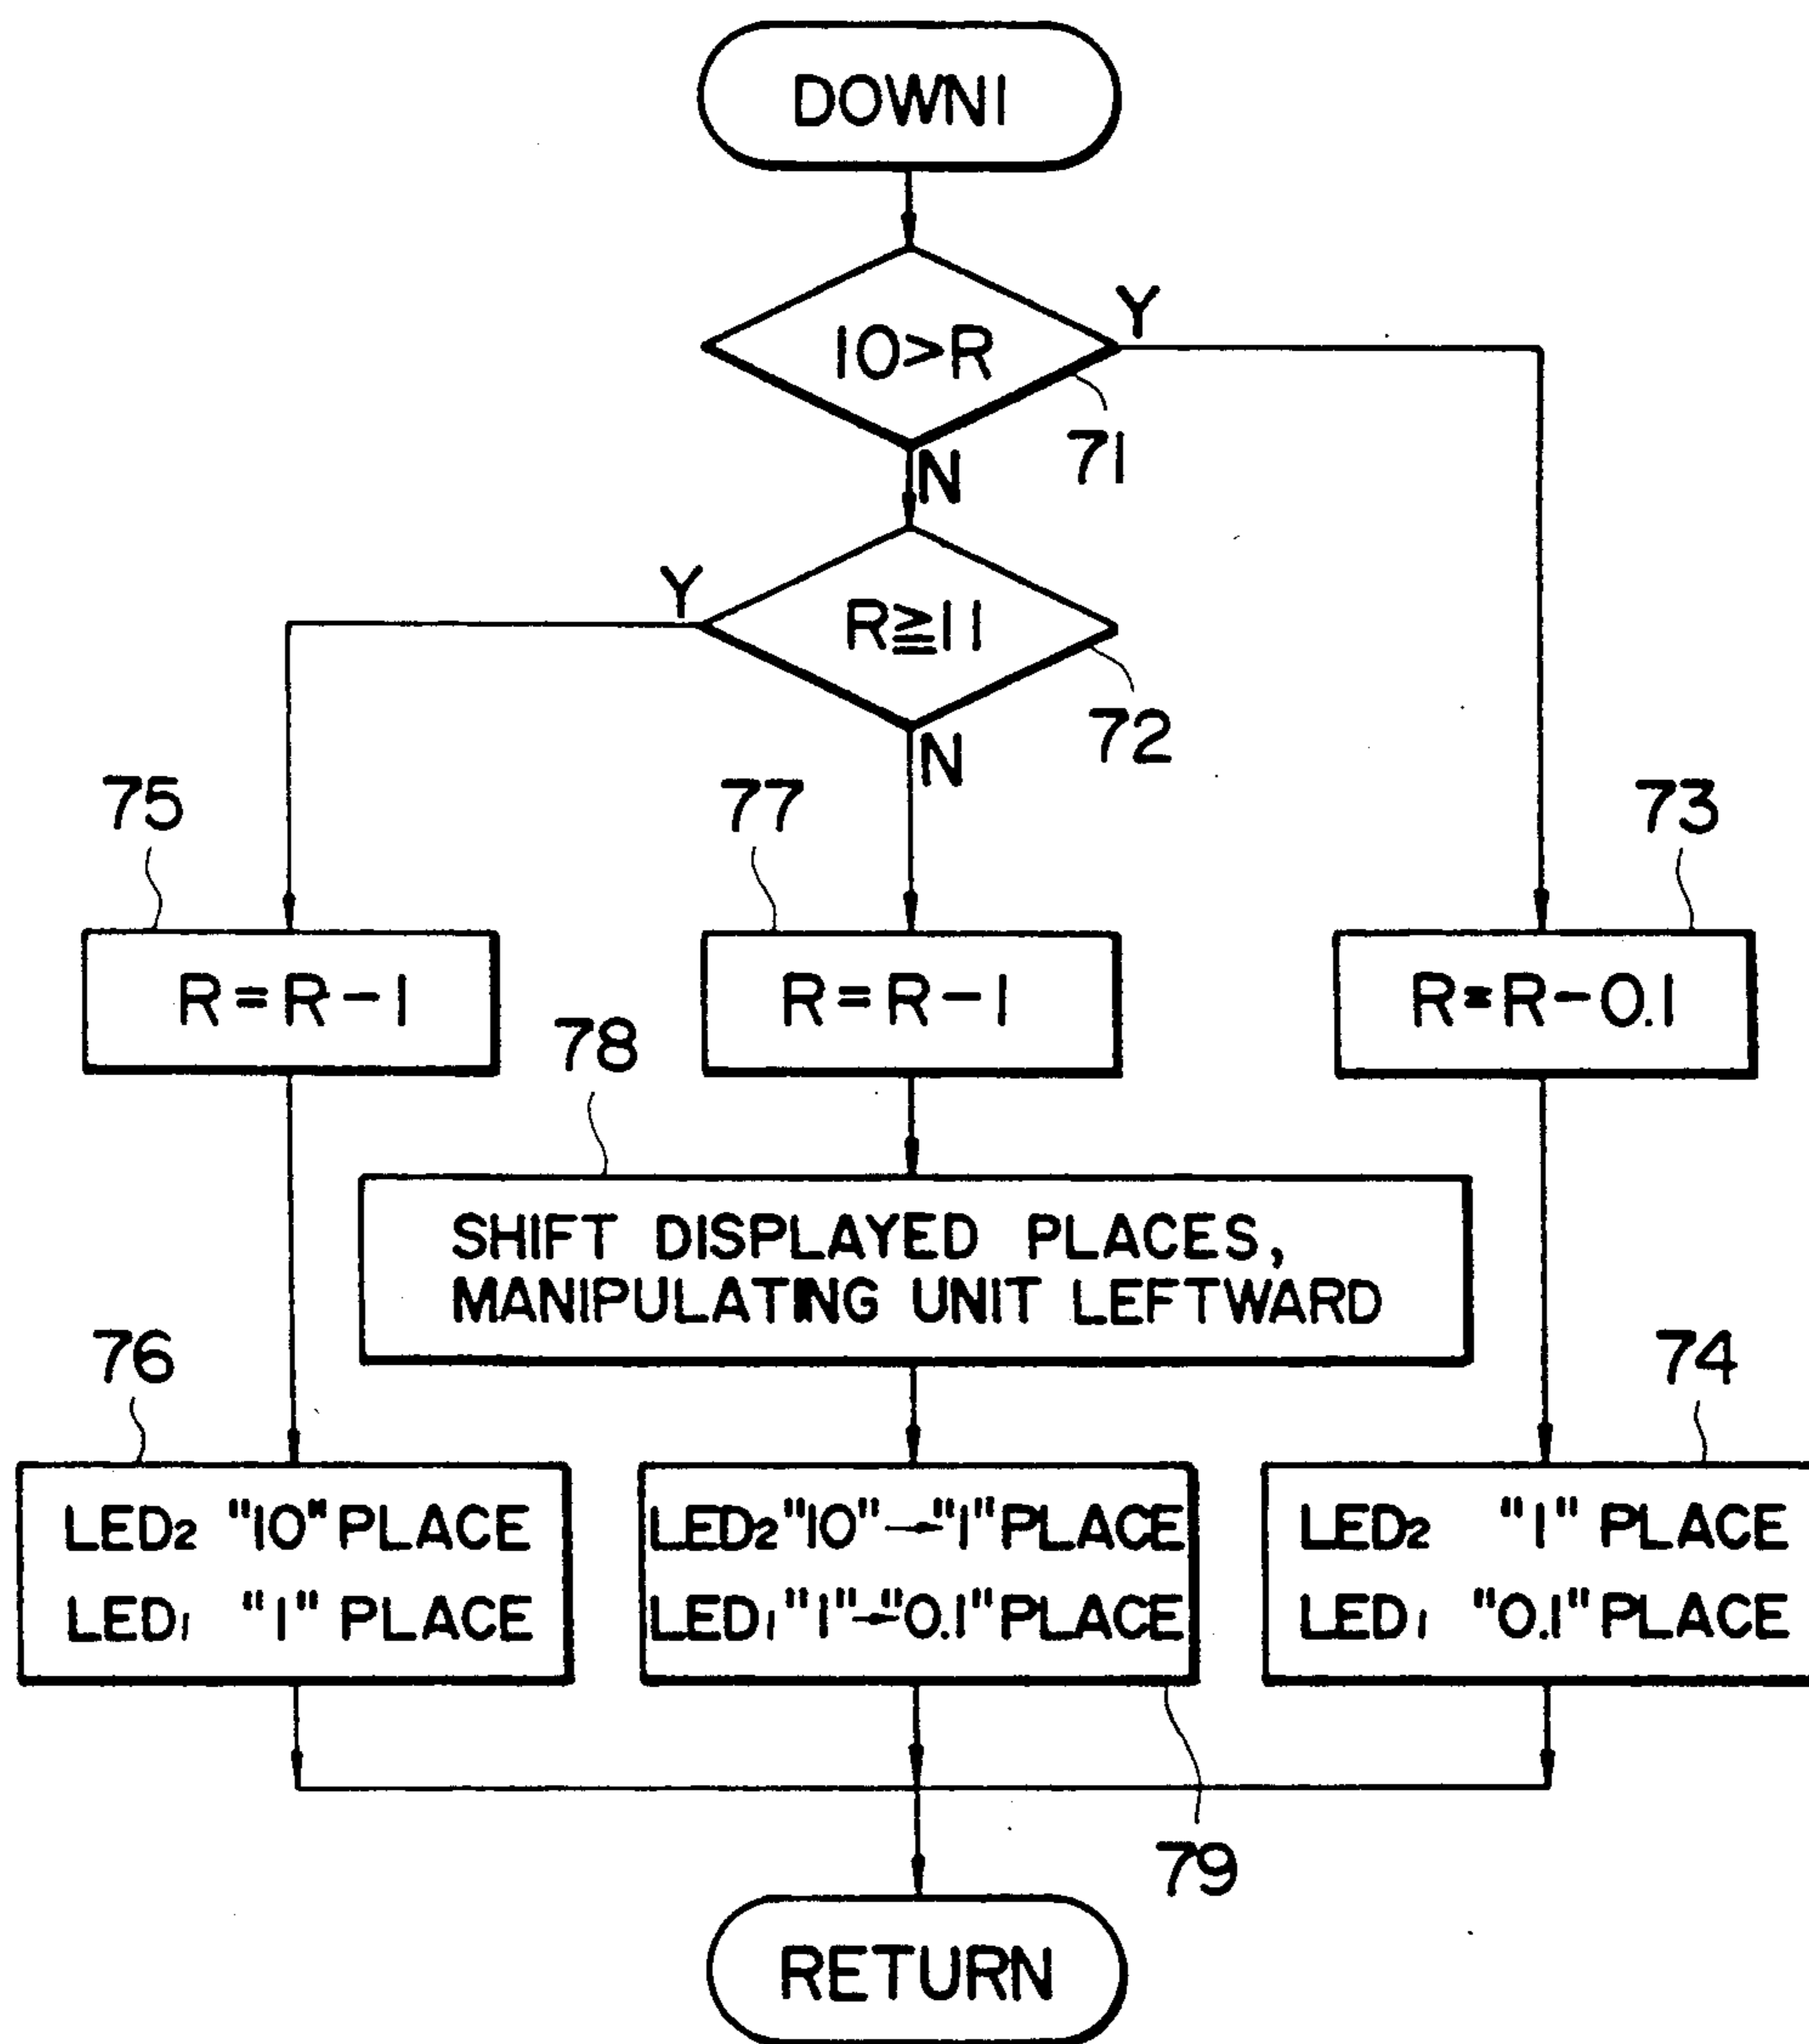 DOWN1
10>R
Y
71
N
R≧11
Y
72
N
75
R=R-1
77
R=R-1
73
R=R-0.1
78
SHIFT DISPLAYED PLACES,
MANIPULATING UNIT LEFTWARD
76
LED2 "10" PLACE
LED1 "1" PLACE
LED2 "10"→"1" PLACE
LED1 "1"→"0.1" PLACE
79
74
LED2 "1" PLACE
LED1 "0.1" PLACE
RETURN